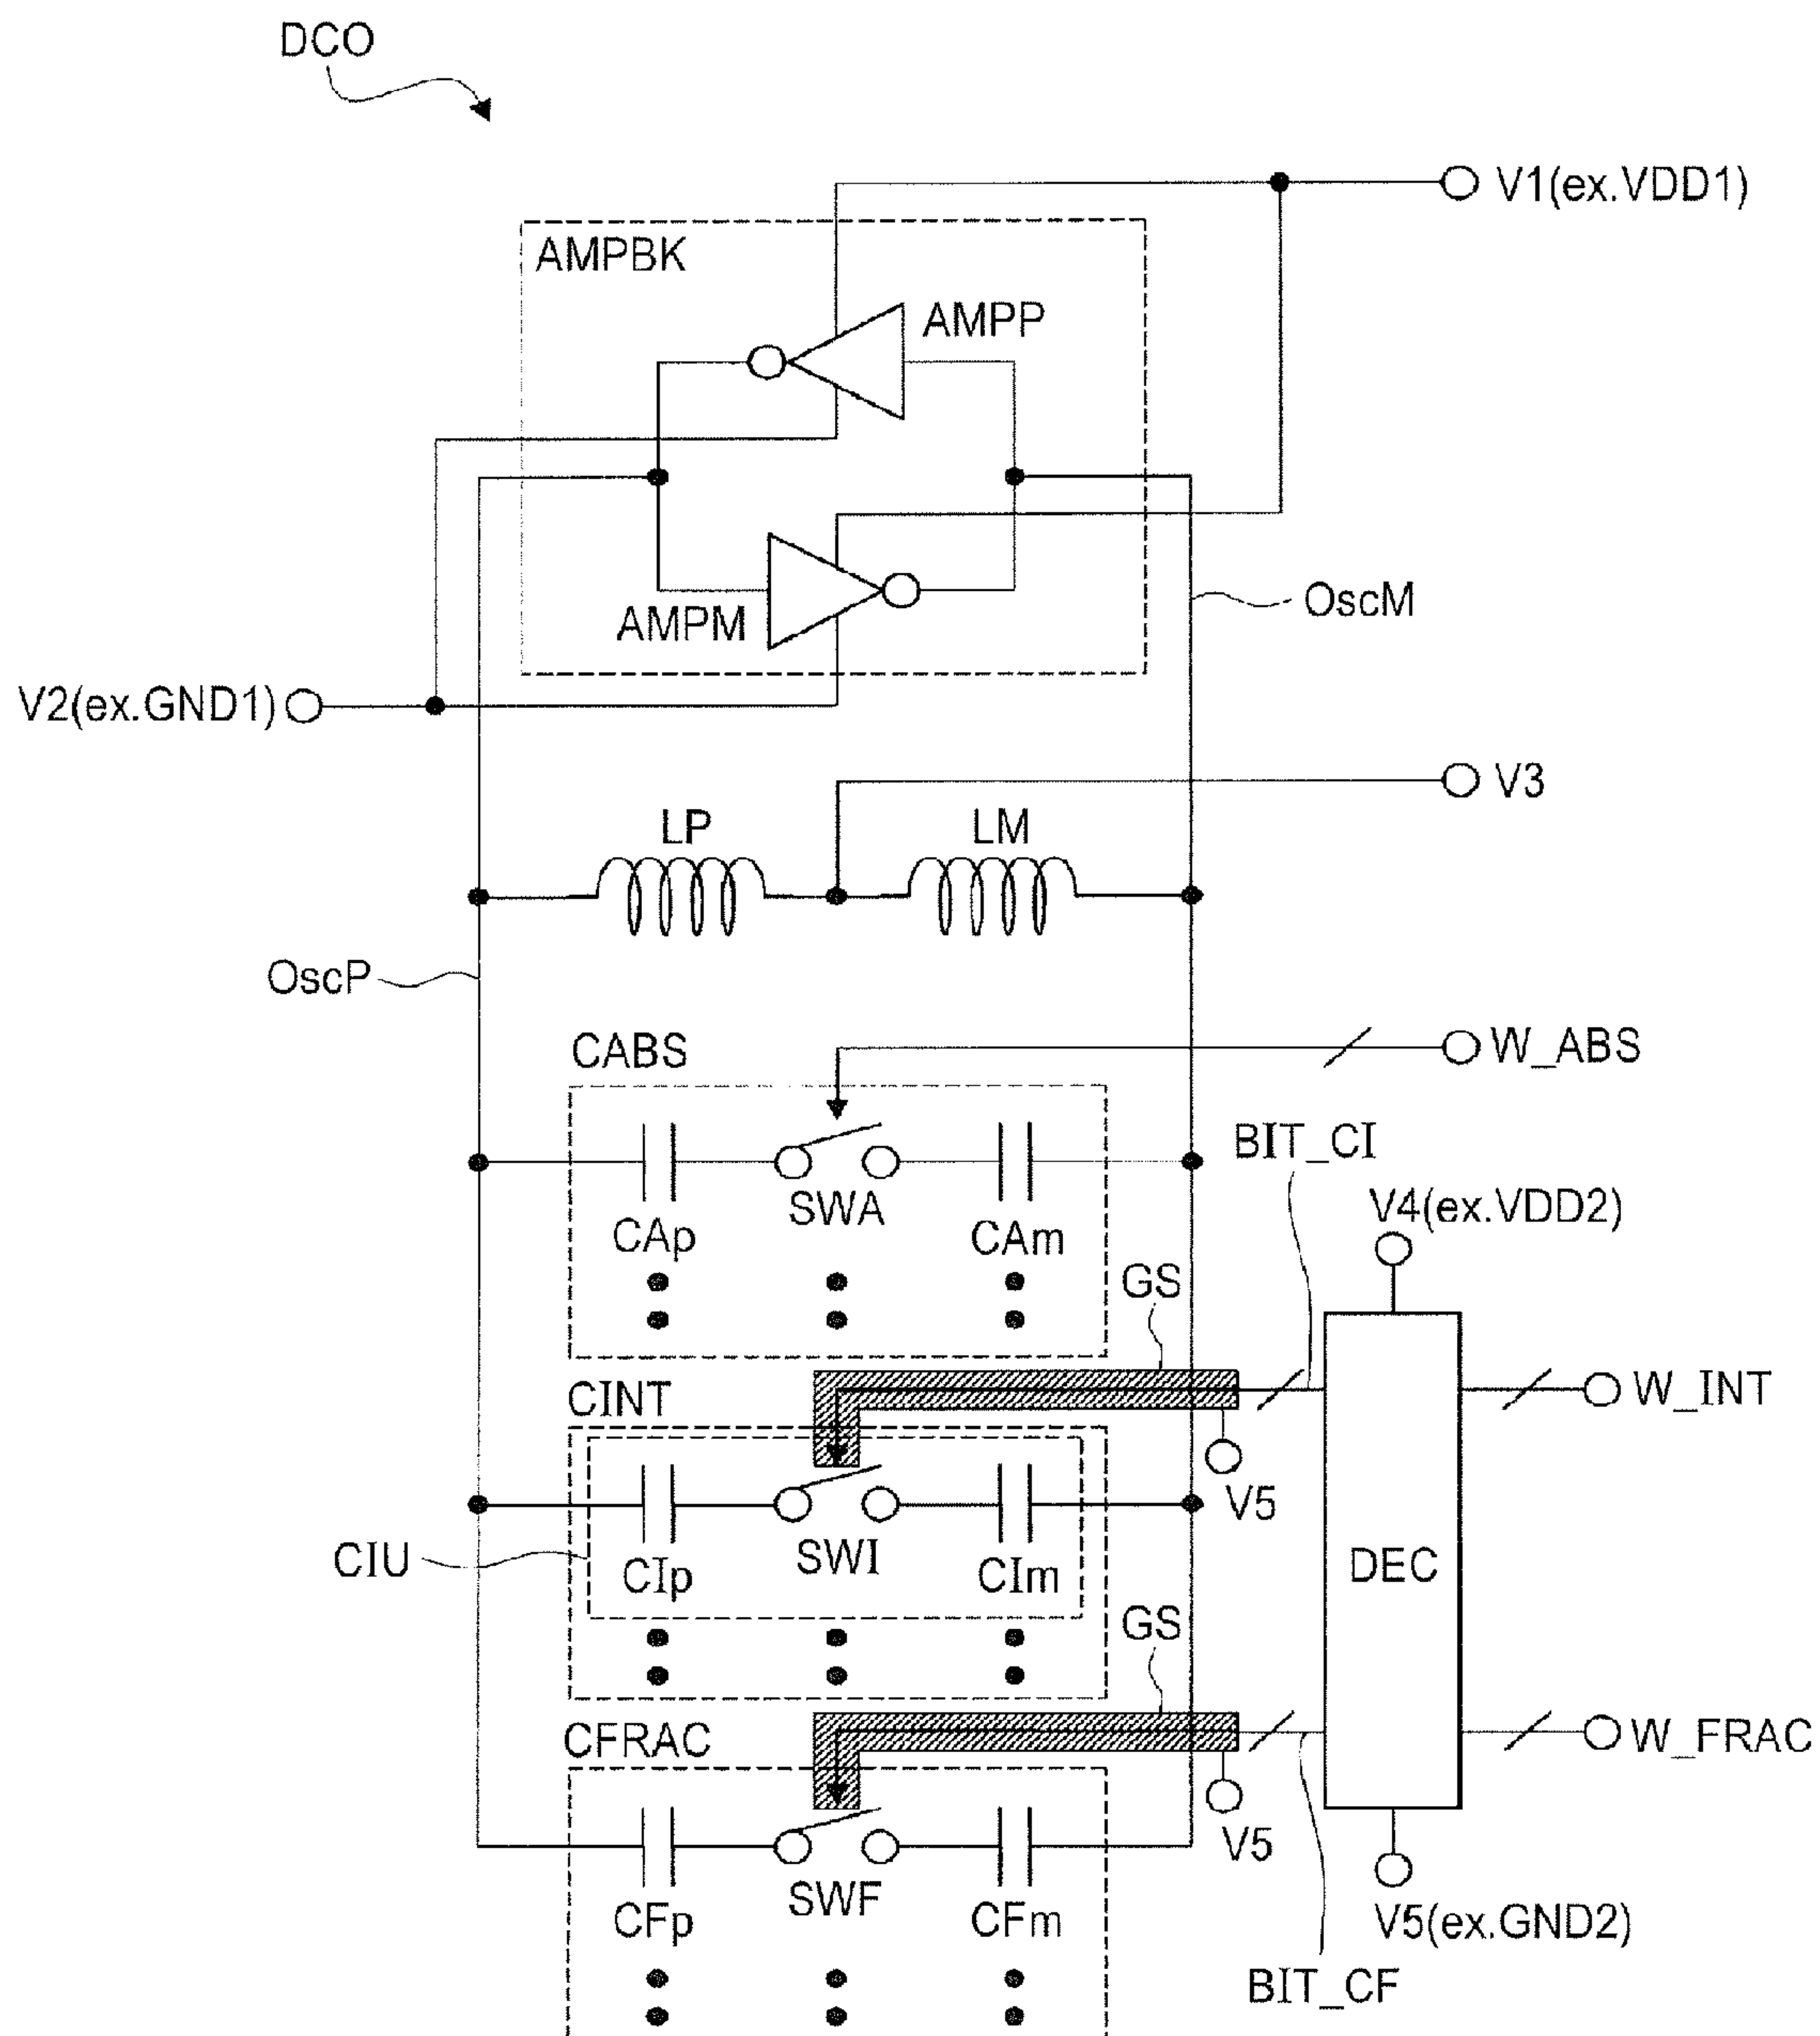 DCO
V1(ex.VDD1)
AMPBK
AMPP
AMPM
OscM
V2(ex.GND1)
V3
LP
LM
OscP
CABS
W_ABS
BIT_CI
SWA
V4(ex.VDD2)
CAp
CAm
GS
CINT
W_INT
V5
CIU
SWI
CIp
CIm
DEC
GS
CFRAC
W_FRAC
V5
SWF
CFp
CFm
V5(ex.GND2)
BIT_CF